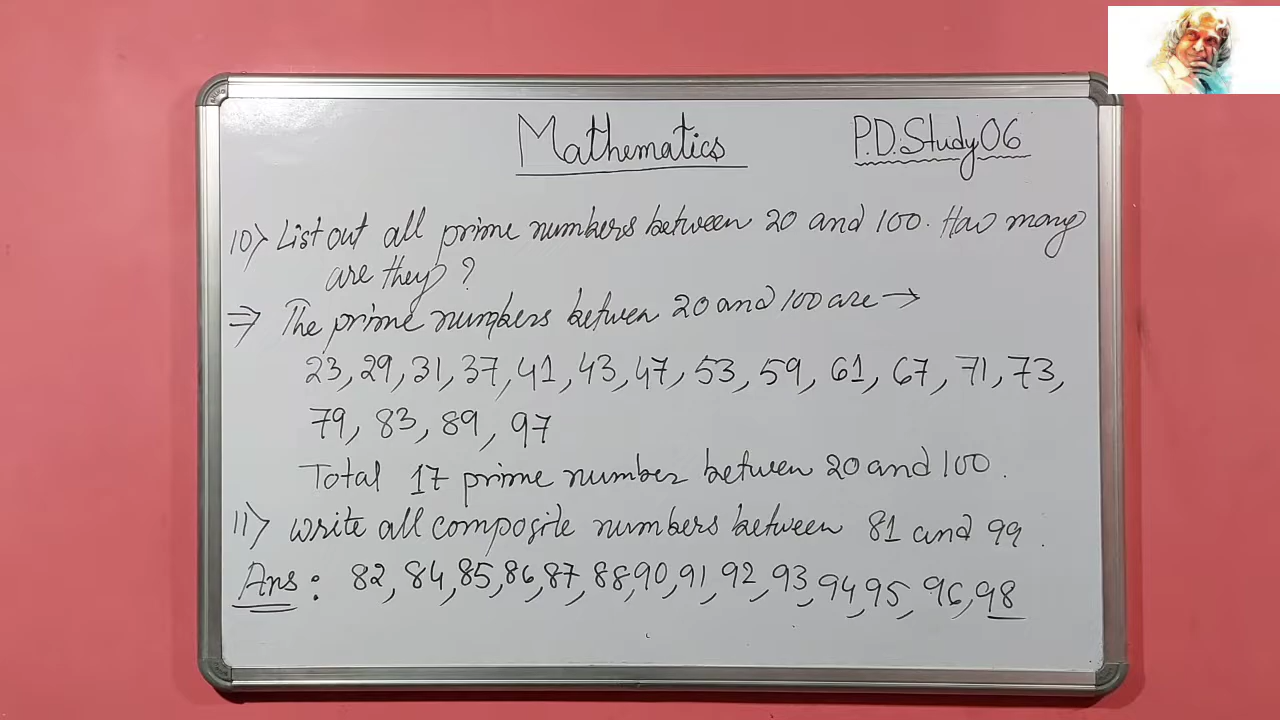 Mathematics P.D.Study06
10> List out all prime numbers between 20 and 100. How many
are they?
⇒ The prime numbers betwen 20 and 100 are →
23, 29, 31, 37, 41, 43, 47, 53, 59, 61, 67, 71, 73,
79, 83, 89, 97
Total 17 prime number between 20 and 100.
11> write all composite numbers between 81 and 99.
Ans: 82, 84, 85, 86, 87, 88, 90, 91, 92, 93, 94, 95, 96, 98